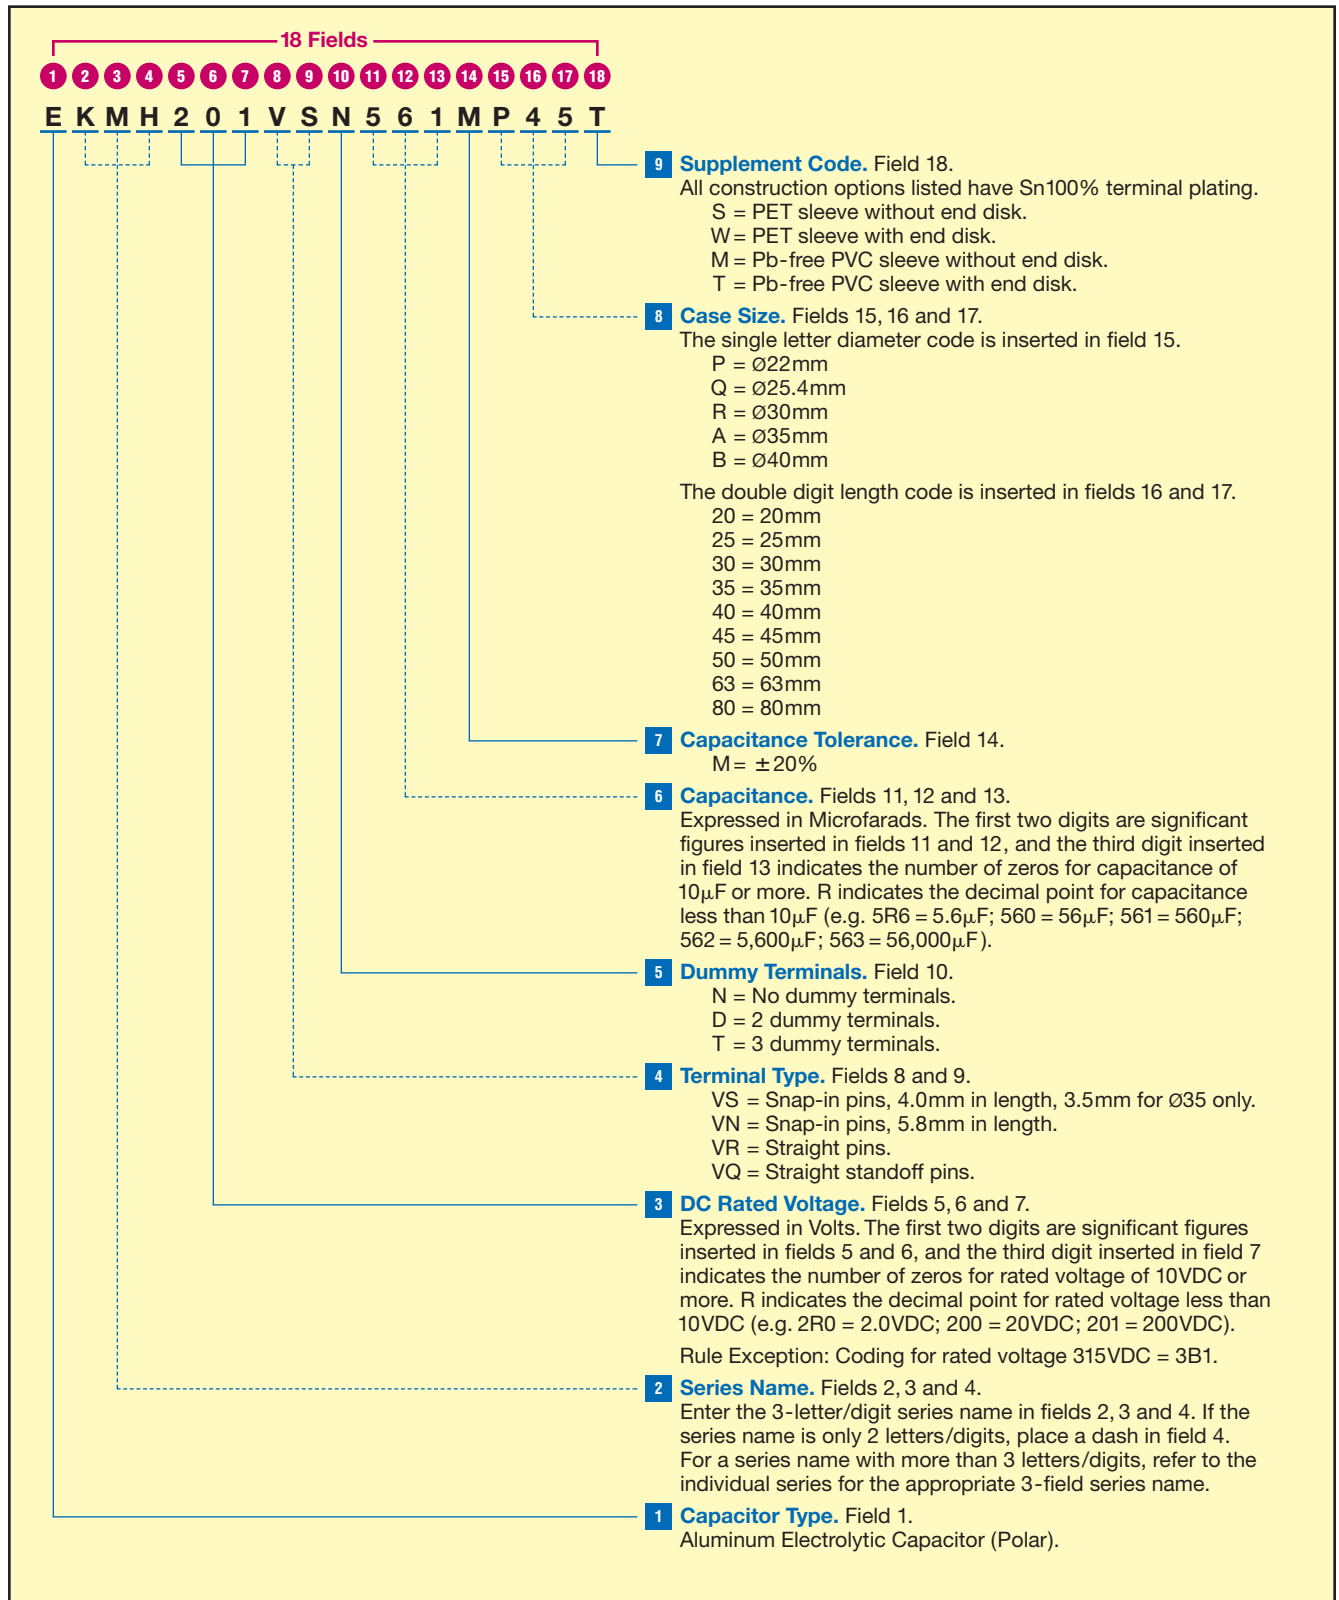 18 Fields
1 2 3 4 5 6 7 8 9 10 11 12 13 14 15 16 17 18
E K M H 2 0 1 V S N 5 6 1 M P 4 5 T
9 Supplement Code. Field 18.
All construction options listed have Sn100% terminal plating.
S = PET sleeve without end disk.
W = PET sleeve with end disk.
M = Pb-free PVC sleeve without end disk.
T = Pb-free PVC sleeve with end disk.
8 Case Size. Fields 15, 16 and 17.
The single letter diameter code is inserted in field 15.
P = Ø22mm
Q = Ø25.4mm
R = Ø30mm
A = Ø35mm
B = Ø40mm
The double digit length code is inserted in fields 16 and 17.
20 = 20mm
25 = 25mm
30 = 30mm
35 = 35mm
40 = 40mm
45 = 45mm
50 = 50mm
63 = 63mm
80 = 80mm
7 Capacitance Tolerance. Field 14.
M = ±20%
6 Capacitance. Fields 11, 12 and 13.
Expressed in Microfarads. The first two digits are significant
figures inserted in fields 11 and 12, and the third digit inserted
in field 13 indicates the number of zeros for capacitance of
10µF or more. R indicates the decimal point for capacitance
less than 10µF (e.g. 5R6 = 5.6µF; 560 = 56µF; 561 = 560µF;
562 = 5,600µF; 563 = 56,000µF).
5 Dummy Terminals. Field 10.
N = No dummy terminals.
D = 2 dummy terminals.
T = 3 dummy terminals.
4 Terminal Type. Fields 8 and 9.
VS = Snap-in pins, 4.0mm in length, 3.5mm for Ø35 only.
VN = Snap-in pins, 5.8mm in length.
VR = Straight pins.
VQ = Straight standoff pins.
3 DC Rated Voltage. Fields 5, 6 and 7.
Expressed in Volts. The first two digits are significant figures
inserted in fields 5 and 6, and the third digit inserted in field 7
indicates the number of zeros for rated voltage of 10VDC or
more. R indicates the decimal point for rated voltage less than
10VDC (e.g. 2R0 = 2.0VDC; 200 = 20VDC; 201 = 200VDC).
Rule Exception: Coding for rated voltage 315VDC = 3B1.
2 Series Name. Fields 2, 3 and 4.
Enter the 3-letter/digit series name in fields 2, 3 and 4. If the
series name is only 2 letters/digits, place a dash in field 4.
For a series name with more than 3 letters/digits, refer to the
individual series for the appropriate 3-field series name.
1 Capacitor Type. Field 1.
Aluminum Electrolytic Capacitor (Polar).